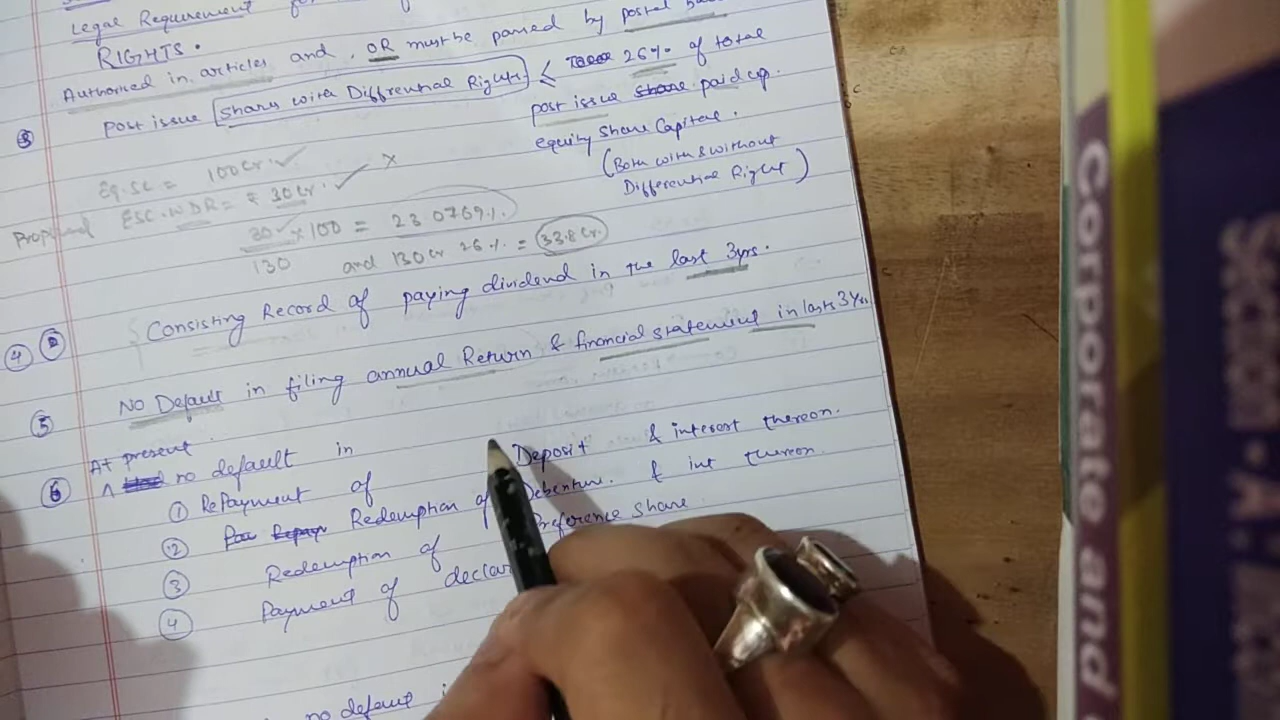 Legal Requirement
RIGHTS.
Authorised in articles and . OR must be passed by postal
③ Post issue Shares with Differential Rights ≤ 26% of total
post issue share paid up
equity share Capital.
(Both with & without
Differential Right)
Eq. SC = 100 Cr. ✓
Proposed ESC. WDR = ₹ 30 Cr. ✓ ×
30/130 × 100 = 23.0769%.
and 130 Cr 26% = 33.8 Cr.
④ Consisting Record of paying dividend in the last 3 yrs.
⑤ NO Default in filing annual Return & financial statement in lasts 3 Yrs.
⑥ At present no default in
① RePayment of Deposit & interest thereon.
② Redemption of Debenture. & int thereon.
③ Redemption of Preference Share
④ Payment of declar
no default
Corporate and